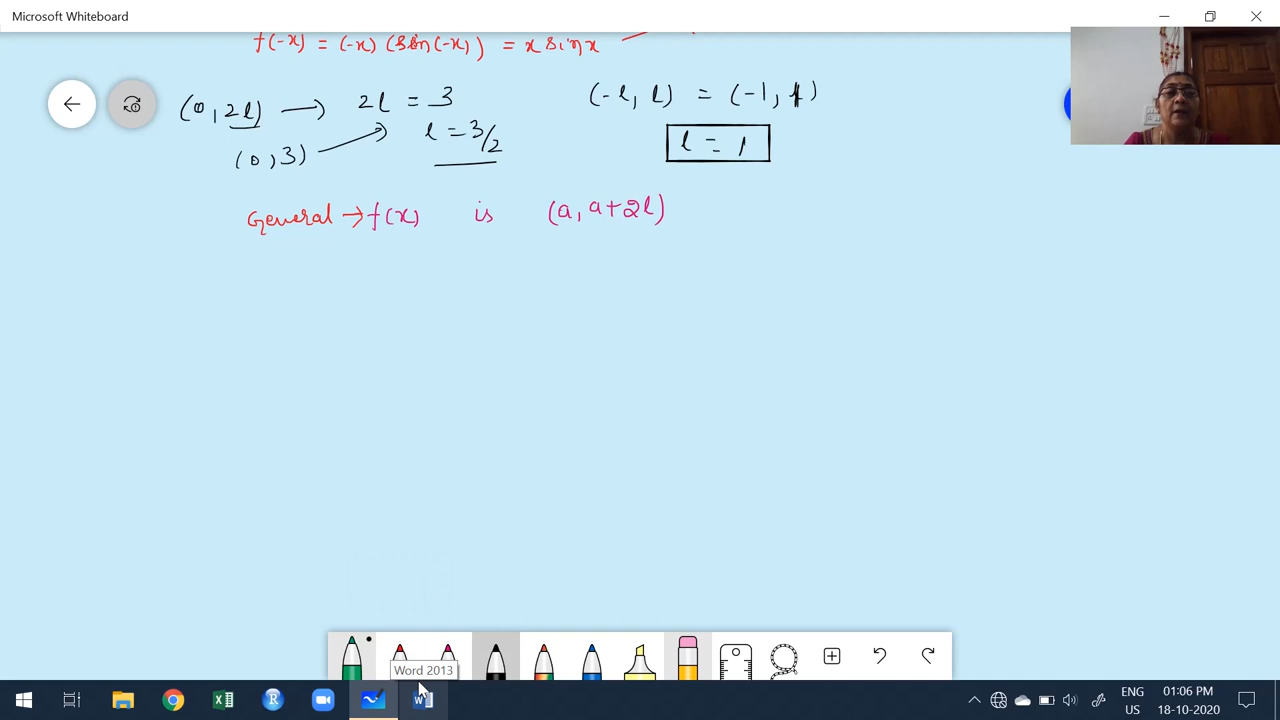 Microsoft Whiteboard
f(-x) = (-x) (sin(-x)) = x sinx
(0, 2l) → 2l = 3
(-l, l) = (-1, 1)
(0, 3) → l = 3/2
l = 1
General → f(x) is (a, a+2l)
Word 2013
ENG
US
01:06 PM
18-10-2020